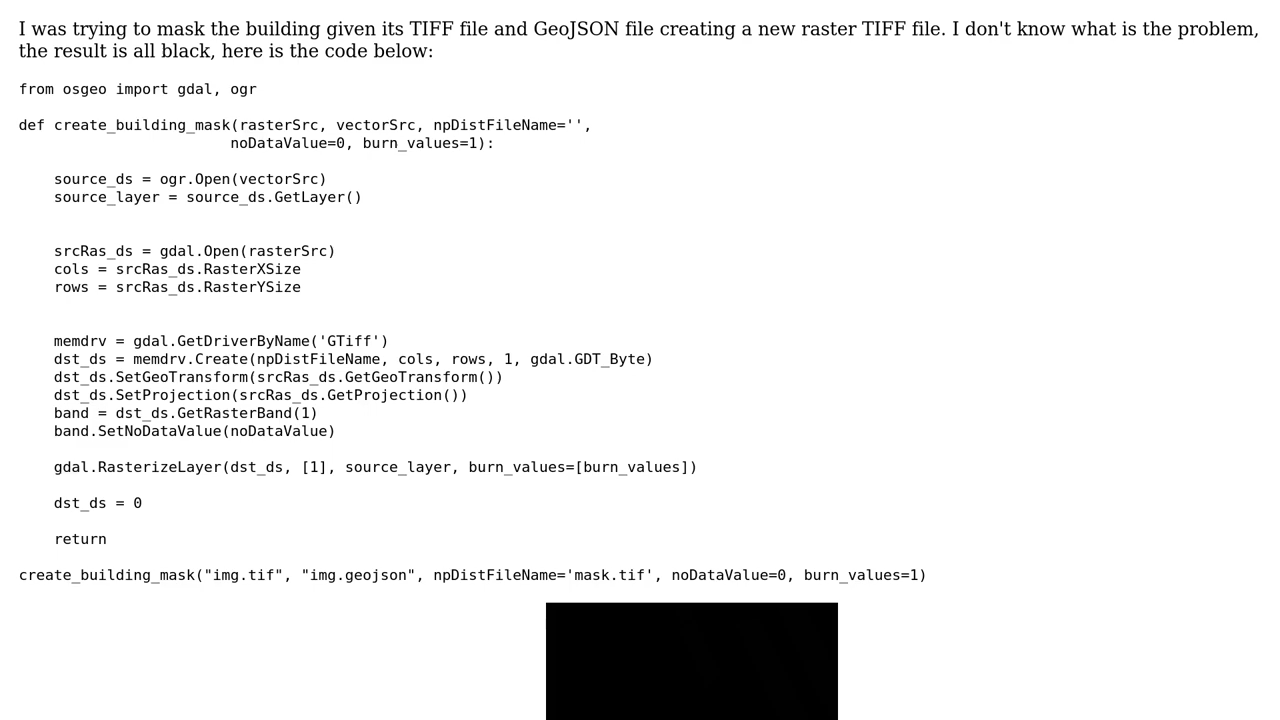 I was trying to mask the building given its TIFF file and GeoJSON file creating a new raster TIFF file. I don't know what is the problem,
the result is all black, here is the code below:
from osgeo import gdal, ogr
def create_building_mask(rasterSrc, vectorSrc, npDistFileName='',
                        noDataValue=0, burn_values=1):
    source_ds = ogr.Open(vectorSrc)
    source_layer = source_ds.GetLayer()
    srcRas_ds = gdal.Open(rasterSrc)
    cols = srcRas_ds.RasterXSize
    rows = srcRas_ds.RasterYSize
    memdrv = gdal.GetDriverByName('GTiff')
    dst_ds = memdrv.Create(npDistFileName, cols, rows, 1, gdal.GDT_Byte)
    dst_ds.SetGeoTransform(srcRas_ds.GetGeoTransform())
    dst_ds.SetProjection(srcRas_ds.GetProjection())
    band = dst_ds.GetRasterBand(1)
    band.SetNoDataValue(noDataValue)
    gdal.RasterizeLayer(dst_ds, [1], source_layer, burn_values=[burn_values])
    dst_ds = 0
    return
create_building_mask("img.tif", "img.geojson", npDistFileName='mask.tif', noDataValue=0, burn_values=1)